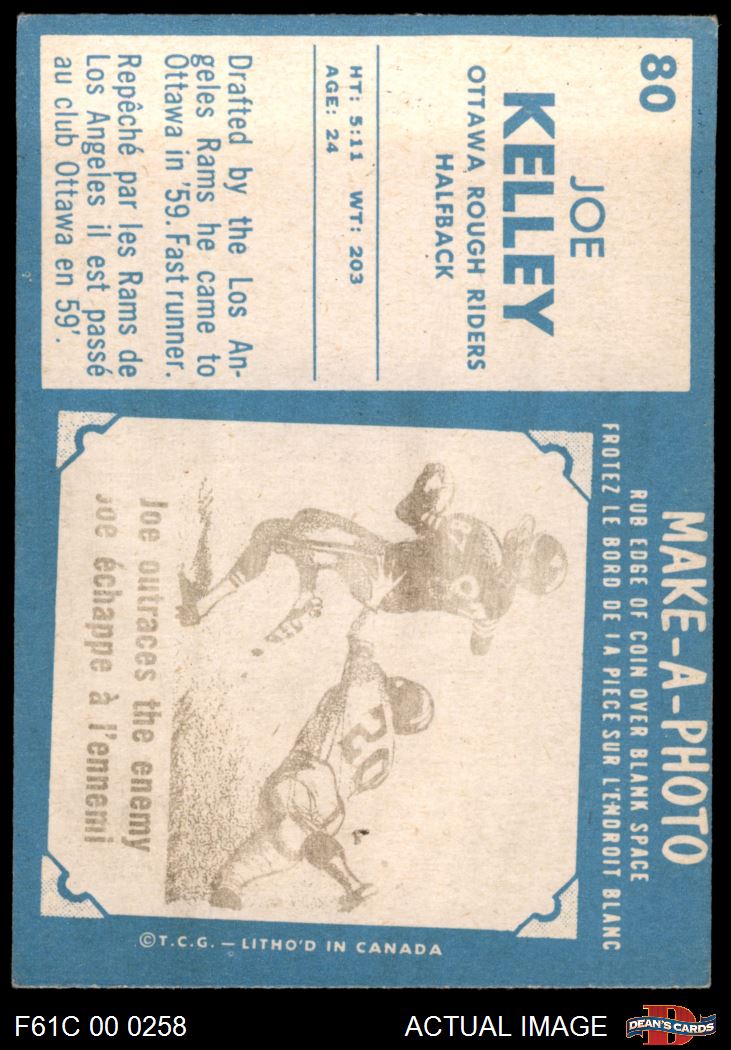 80
JOE
KELLEY
OTTAWA ROUGH RIDERS
HALFBACK
HT: 5:11 WT: 203
AGE: 24
Drafted by the Los An-
geles Rams he came to
Ottawa in '59. Fast runner.
Repêché par les Rams de
Los Angeles il est passé
au club Ottawa en 59'.
MAKE-A-PHOTO
RUB EDGE OF COIN OVER BLANK SPACE
FROTEZ LE BORD DE LA PIECE SUR L'ENDROIT BLANC
20
Joe outraces the enemy
Joe échappe à l'ennemi
©T.C.G. — LITHO'D IN CANADA
F61C 00 0258
ACTUAL IMAGE
D
DEAN'S CARDS